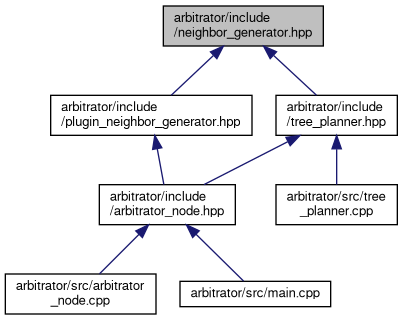 arbitrator/include
/neighbor_generator.hpp
arbitrator/include
/plugin_neighbor_generator.hpp
arbitrator/include
/tree_planner.hpp
arbitrator/include
/arbitrator_node.hpp
arbitrator/src/tree
_planner.cpp
arbitrator/src/arbitrator
_node.cpp
arbitrator/src/main.cpp